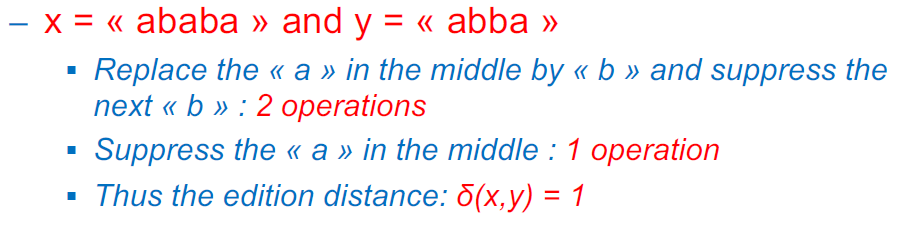 – x = « ababa » and y = « abba »
▪ Replace the « a » in the middle by « b » and suppress the
next « b » : 2 operations
▪ Suppress the « a » in the middle : 1 operation
▪ Thus the edition distance: δ(x,y) = 1